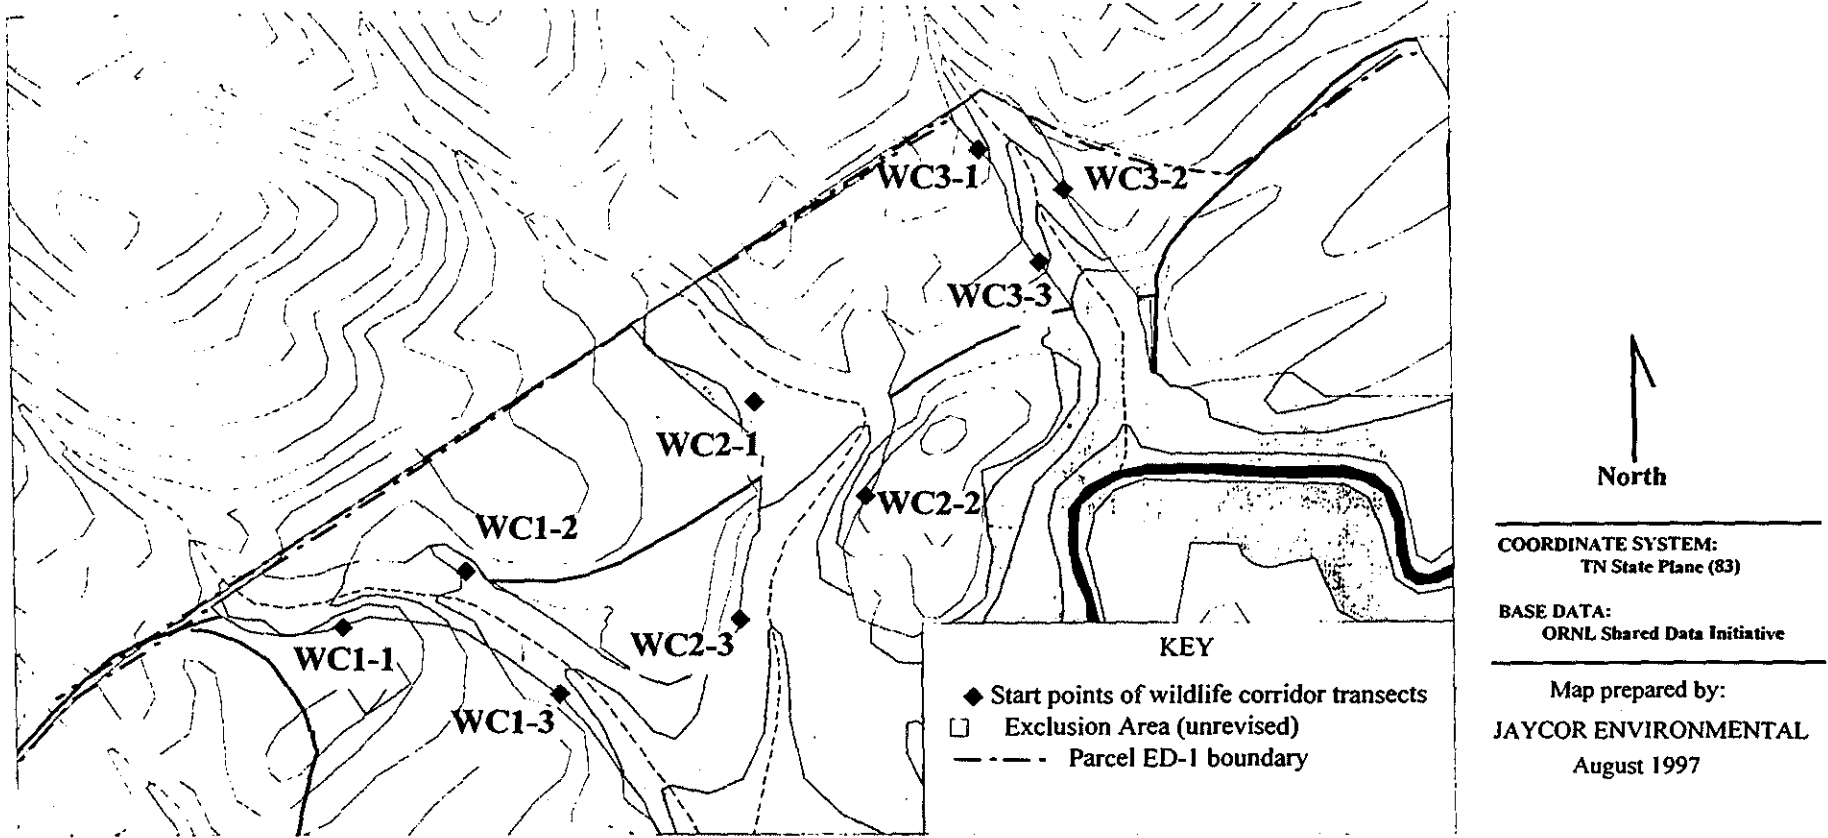 WC3-1
WC3-2
WC3-3
WC2-1
WC2-2
WC1-2
WC2-3
WC1-1
WC1-3
North
COORDINATE SYSTEM:
TN State Plane (83)
BASE DATA:
ORNL Shared Data Initiative
Map prepared by:
JAYCOR ENVIRONMENTAL
August 1997
KEY
Start points of wildlife corridor transects
Exclusion Area (unrevised)
Parcel ED-1 boundary